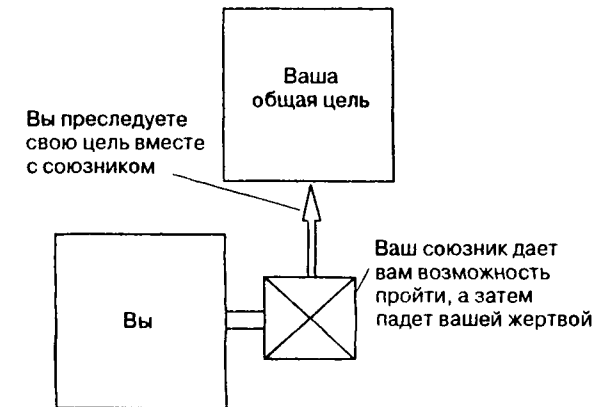 Ваша
общая цель
Вы преследуете
свою цель вместе
с союзником
Ваш союзник дает
вам возможность
пройти, а затем
падет вашей жертвой
Вы